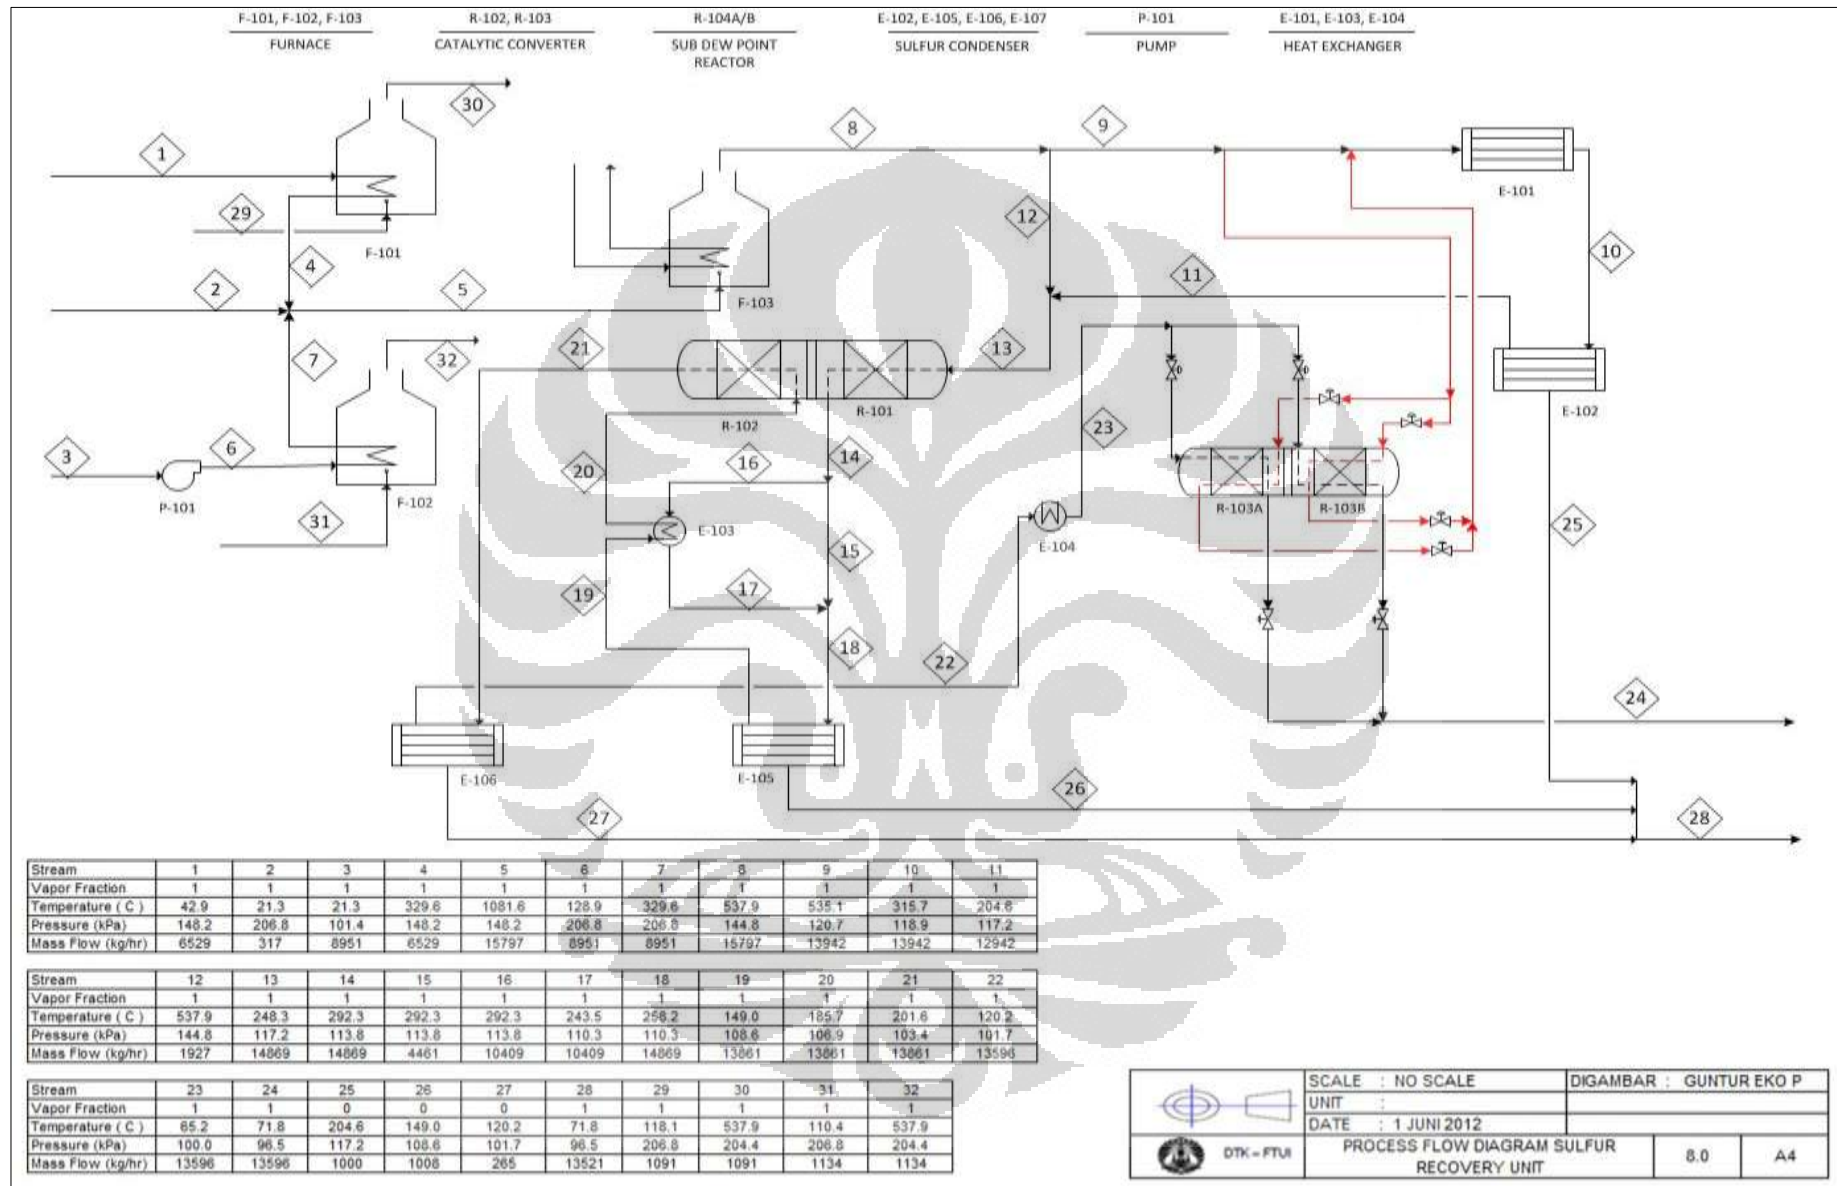 F-101, F-102, F-103
FURNACE
R-102, R-103
CATALYTIC CONVERTER
R-104A/B
SUB DEW POINT
REACTOR
E-102, E-105, E-106, E-107
SULFUR CONDENSER
P-101
PUMP
E-101, E-103, E-104
HEAT EXCHANGER
30
1
8
9
E-101
29
12
F-101
4
10
2
5
11
F-103
7
32
21
13
R-101
R-102
E-102
23
3
6
P-101
F-102
31
20
16
14
E-103
15
E-104
R-103A
R-103B
25
19
17
18
22
24
E-106
E-105
26
27
28
Stream 1 2 3 4 5 6 7 8 9 10 11
Vapor Fraction 1 1 1 1 1 1 1 1 1 1 1
Temperature ( C ) 42.9 21.3 21.3 329.6 1081.6 128.9 329.6 537.9 535.1 315.7 204.6
Pressure (kPa) 148.2 206.8 101.4 148.2 148.2 206.8 206.8 144.8 120.7 118.9 117.2
Mass Flow (kg/hr) 6529 317 8951 6529 15797 8951 8951 15797 13942 13942 12942
Stream 12 13 14 15 16 17 18 19 20 21 22
Vapor Fraction 1 1 1 1 1 1 1 1 1 1 1
Temperature ( C ) 537.9 248.3 292.3 292.3 292.3 243.5 258.2 149.0 185.7 201.6 120.2
Pressure (kPa) 144.8 117.2 113.8 113.8 113.8 110.3 110.3 108.6 106.9 103.4 101.7
Mass Flow (kg/hr) 1927 14869 14869 4461 10409 10409 14869 13861 13861 13861 13596
Stream 23 24 25 26 27 28 29 30 31 32
Vapor Fraction 1 1 0 0 0 1 1 1 1 1
Temperature ( C ) 65.2 71.8 204.6 149.0 120.2 71.8 118.1 537.9 110.4 537.9
Pressure (kPa) 100.0 96.5 117.2 108.6 101.7 96.5 206.8 204.4 206.8 204.4
Mass Flow (kg/hr) 13596 13596 1000 1008 265 13521 1091 1091 1134 1134
SCALE : NO SCALE
DIGAMBAR : GUNTUR EKO P
UNIT :
DATE : 1 JUNI 2012
DTK – FTUI
PROCESS FLOW DIAGRAM SULFUR
RECOVERY UNIT
8.0
A4